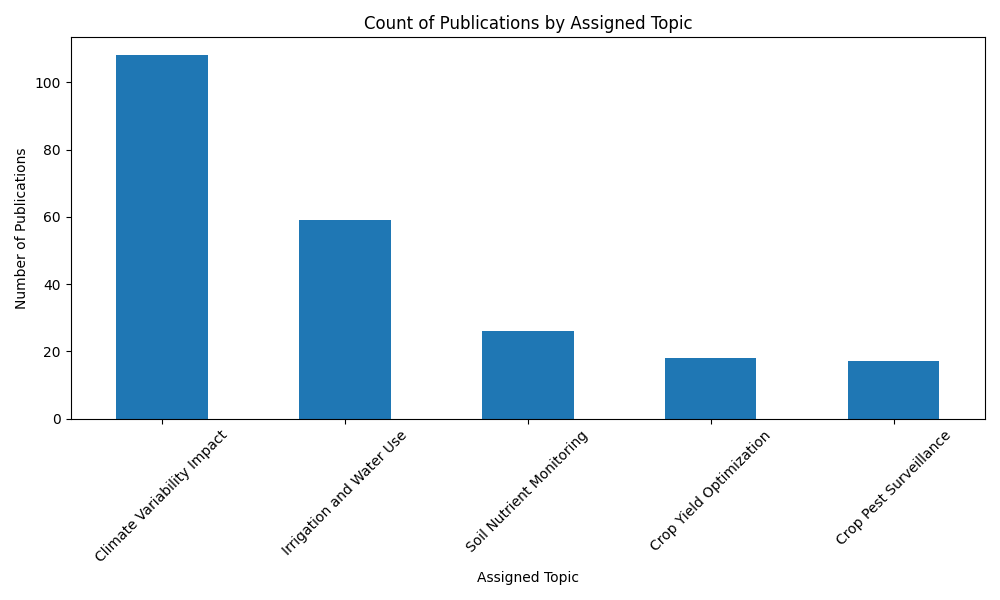 Count of Publications by Assigned Topic
Number of Publications
100
80
60
40
20
0
Climate Variability Impact
Irrigation and Water Use
Soil Nutrient Monitoring
Crop Yield Optimization
Crop Pest Surveillance
Assigned Topic